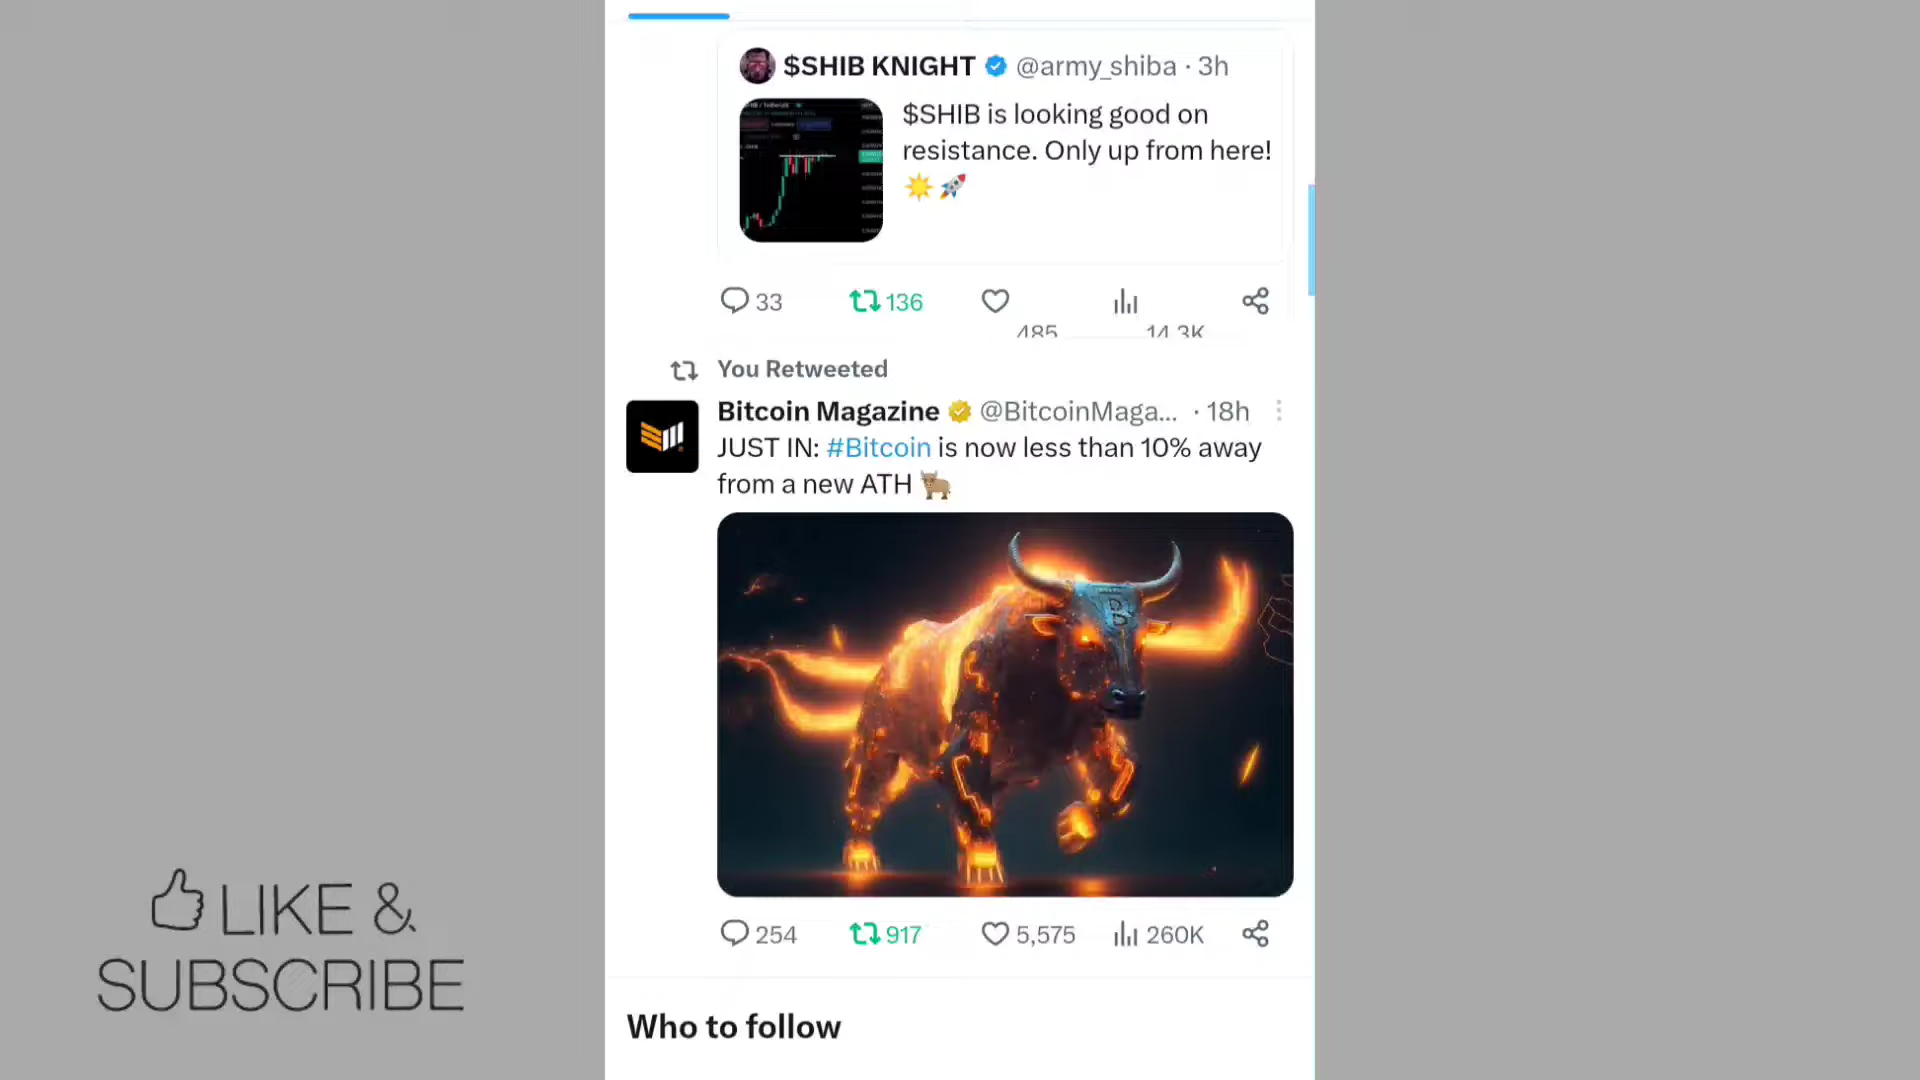 $SHIB KNIGHT @army_shiba · 3h
$SHIB is looking good on
resistance. Only up from here!
☀️🚀
33 136
485 14.3K
You Retweeted
Bitcoin Magazine @BitcoinMaga... · 18h
JUST IN: #Bitcoin is now less than 10% away
from a new ATH 🐂
254 917 5,575 260K
Who to follow
LIKE &
SUBSCRIBE